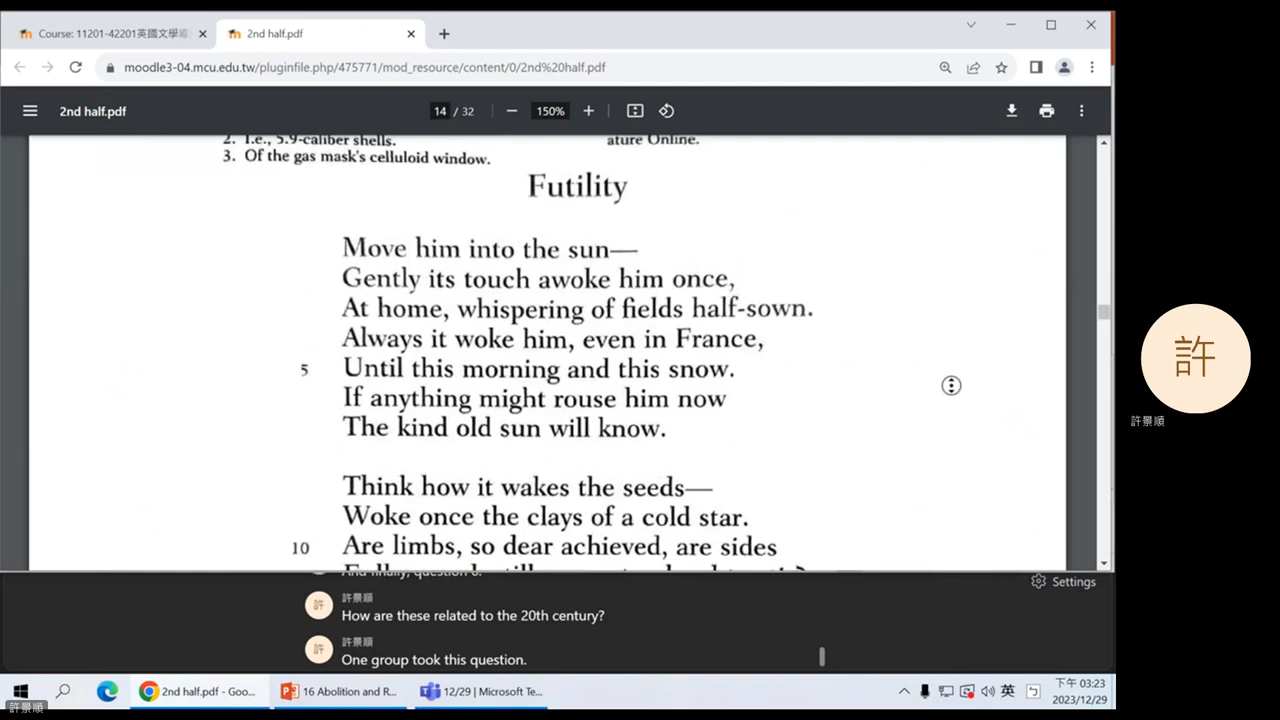 Course: 11201-42201英國文學導
2nd half.pdf
moodle3-04.mcu.edu.tw/pluginfile.php/475771/mod_resource/content/0/2nd%20half.pdf
2nd half.pdf
14 / 32
150%
2. I.e., 5.9-caliber shells.
ature Online.
3. Of the gas mask's celluloid window.
Futility
Move him into the sun—
Gently its touch awoke him once,
At home, whispering of fields half-sown.
Always it woke him, even in France,
5 Until this morning and this snow.
If anything might rouse him now
The kind old sun will know.
Think how it wakes the seeds—
Woke once the clays of a cold star.
10 Are limbs, so dear achieved, are sides
And finally, question 6.
Settings
許景順
許
How are these related to the 20th century?
許景順
許
One group took this question.
許
許景順
2nd half.pdf - Goo...
16 Abolition and R...
12/29 | Microsoft Te...
英
下午 03:23
2023/12/29
許景順